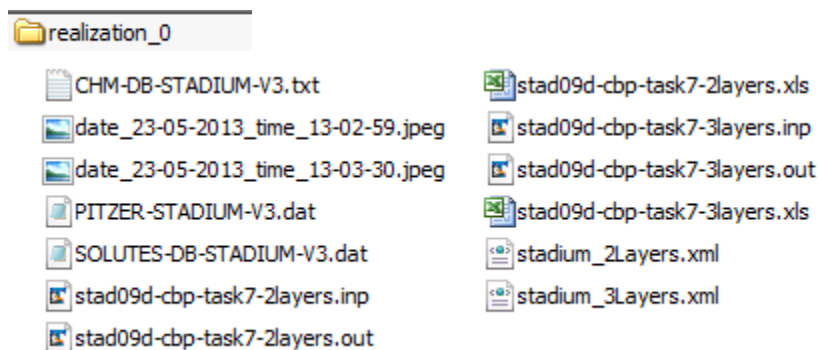 realization_0
CHM-DB-STADIUM-V3.txt
date_23-05-2013_time_13-02-59.jpeg
date_23-05-2013_time_13-03-30.jpeg
PITZER-STADIUM-V3.dat
SOLUTES-DB-STADIUM-V3.dat
stad09d-cbp-task7-2layers.inp
stad09d-cbp-task7-2layers.out
stad09d-cbp-task7-2layers.xls
stad09d-cbp-task7-3layers.inp
stad09d-cbp-task7-3layers.out
stad09d-cbp-task7-3layers.xls
stadium_2Layers.xml
stadium_3Layers.xml